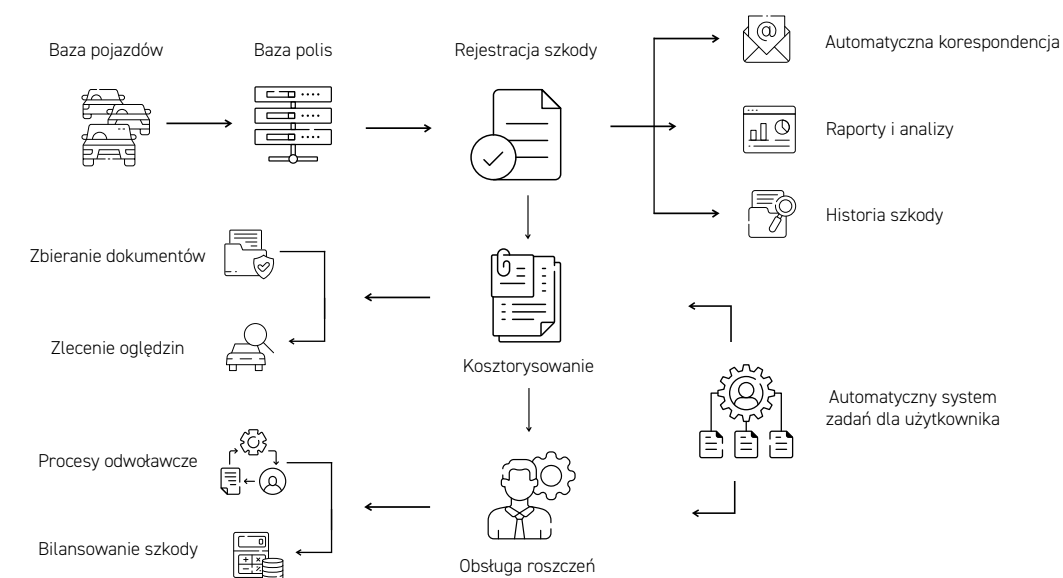 Baza pojazdów
Baza polis
Rejestracja szkody
Automatyczna korespondencja
Raporty i analizy
Historia szkody
Zbieranie dokumentów
Zlecenie oględzin
Kosztorysowanie
Automatyczny system
zadań dla użytkownika
Procesy odwoławcze
Bilansowanie szkody
Obsługa roszczeń